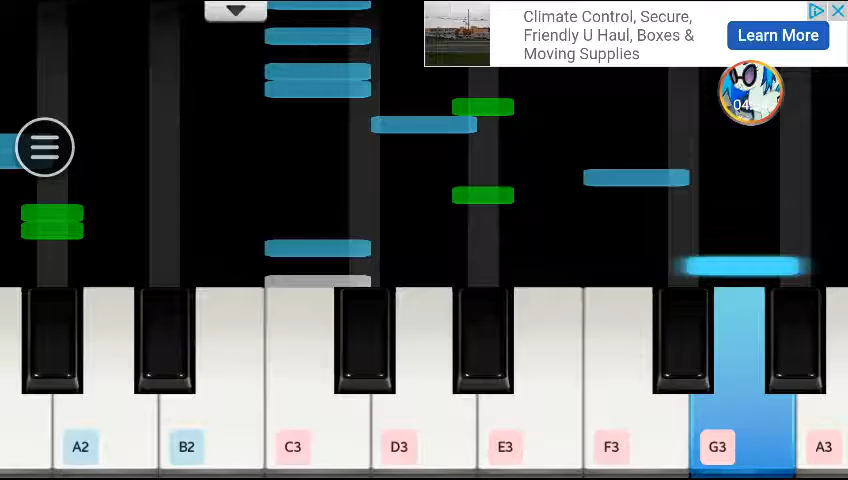 Climate Control, Secure,
Friendly U Haul, Boxes &
Moving Supplies
Learn More
A2
B2
C3
D3
E3
F3
G3
A3